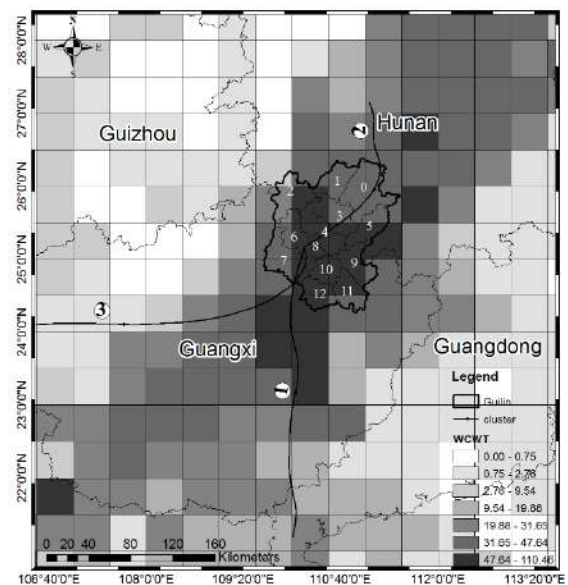 N
W E
S
28°0'0"N
27°0'0"N
26°0'0"N
25°0'0"N
24°0'0"N
23°0'0"N
22°0'0"N
Guizhou
Hunan
2
1
0
2
3
5
4
6
8
7
9
10
12
11
3
Guangxi
Guangdong
1
Legend
Guilin
cluster
WCWT
0.00 - 0.75
0.75 - 2.76
2.76 - 9.54
9.54 - 19.88
19.88 - 31.65
31.65 - 47.64
47.64 - 110.46
0 20 40 80 120 160
Kilometers
106°40'0"E 108°0'0"E 109°20'0"E 110°40'0"E 112°0'0"E 113°20'0"E